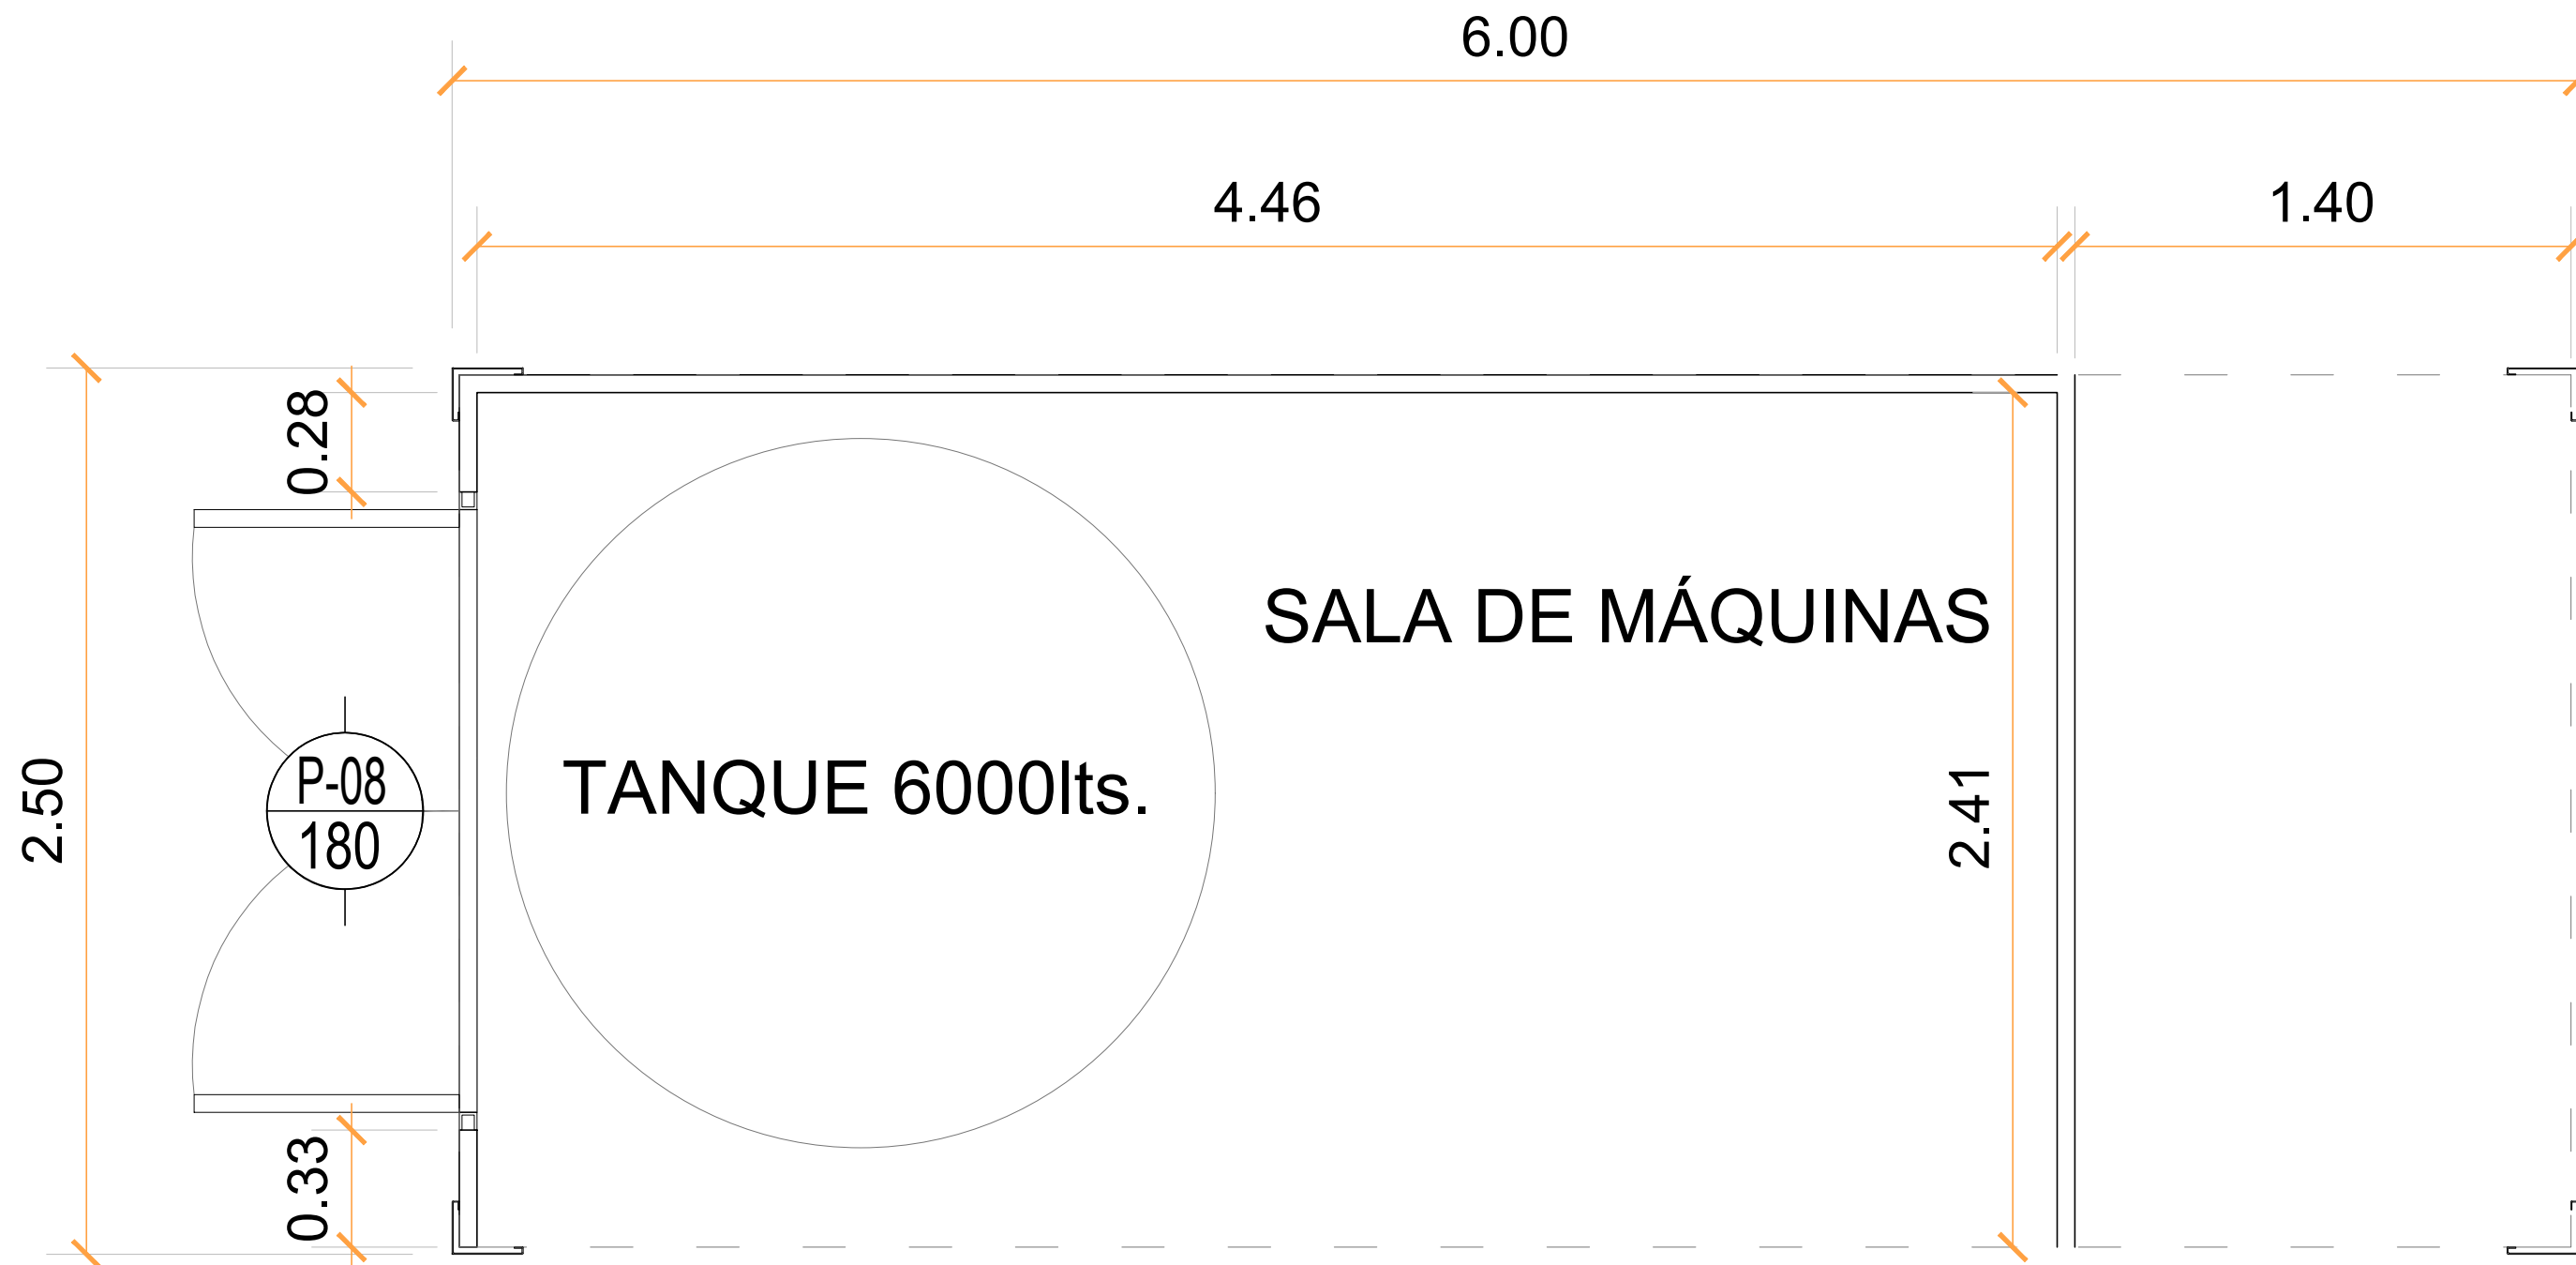 6.00
4.46
1.40
0.28
SALA DE MÁQUINAS
TANQUE 6000lts.
P-08
180
2.50
2.41
0.33